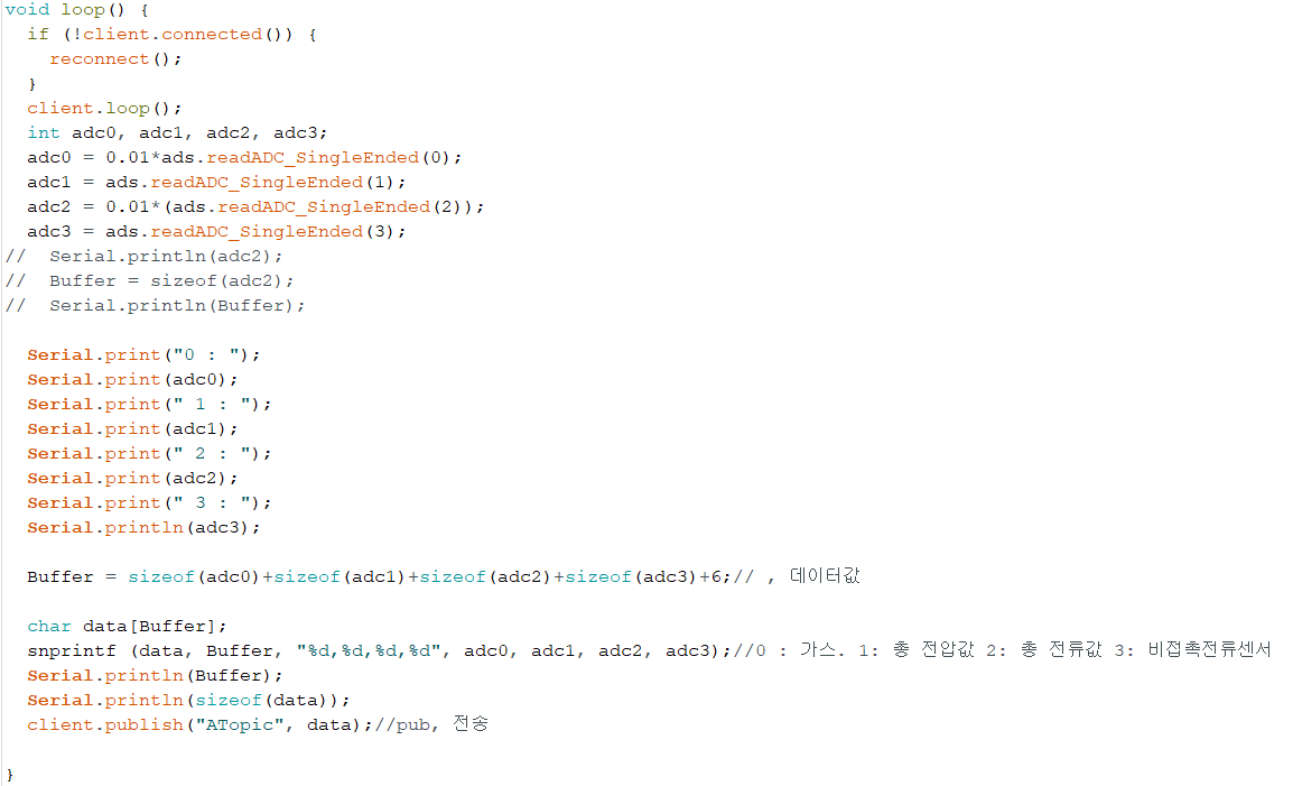 void loop() {
  if (!client.connected()) {
    reconnect();
  }
  client.loop();
  int adc0, adc1, adc2, adc3;
  adc0 = 0.01*ads.readADC_SingleEnded(0);
  adc1 = ads.readADC_SingleEnded(1);
  adc2 = 0.01*(ads.readADC_SingleEnded(2));
  adc3 = ads.readADC_SingleEnded(3);
//  Serial.println(adc2);
//  Buffer = sizeof(adc2);
//  Serial.println(Buffer);
  Serial.print("0 : ");
  Serial.print(adc0);
  Serial.print(" 1 : ");
  Serial.print(adc1);
  Serial.print(" 2 : ");
  Serial.print(adc2);
  Serial.print(" 3 : ");
  Serial.println(adc3);
  Buffer = sizeof(adc0)+sizeof(adc1)+sizeof(adc2)+sizeof(adc3)+6;// , 데이터값
  char data[Buffer];
  snprintf (data, Buffer, "%d,%d,%d,%d", adc0, adc1, adc2, adc3);//0 : 가스. 1: 총 전압값 2: 총 전류값 3: 비접촉전류센서
  Serial.println(Buffer);
  Serial.println(sizeof(data));
  client.publish("ATopic", data);//pub, 전송
}